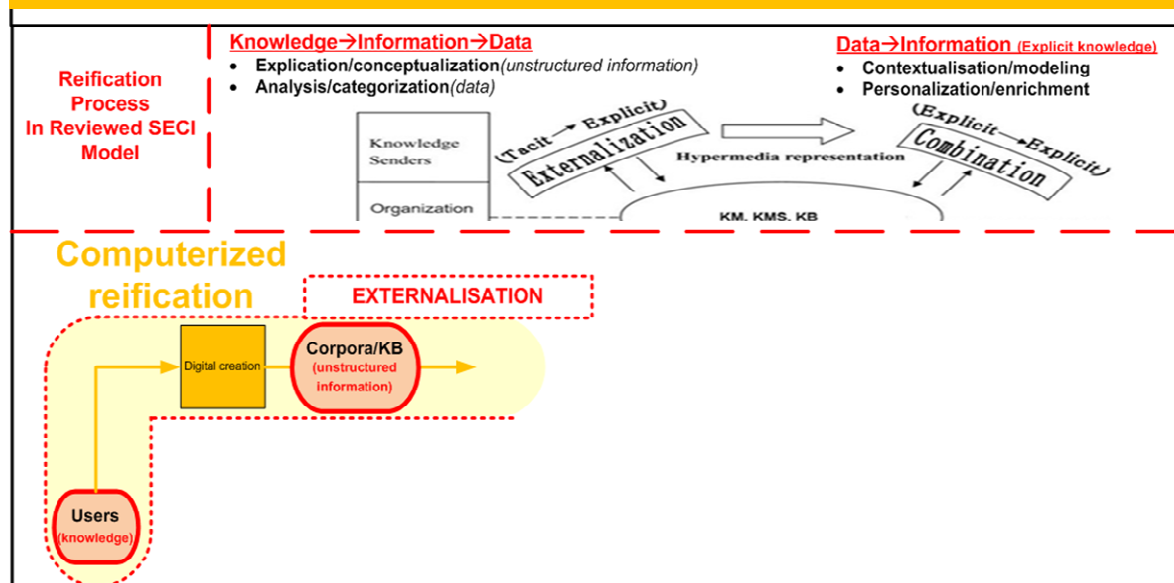 Reification
Process
In Reviewed SECI
Model
Knowledge→Information→Data
• Explication/conceptualization(unstructured information)
• Analysis/categorization(data)
Data→Information (Explicit knowledge)
• Contextualisation/modeling
• Personalization/enrichment
Knowledge
Senders
Organization
(Tacit → Explicit)
Externalization
Hypermedia representation
(Explicit→Explicit)
Combination
KM, KMS, KB
Computerized
reification
EXTERNALISATION
Digital creation
Corpora/KB
(unstructured
information)
Users
(knowledge)